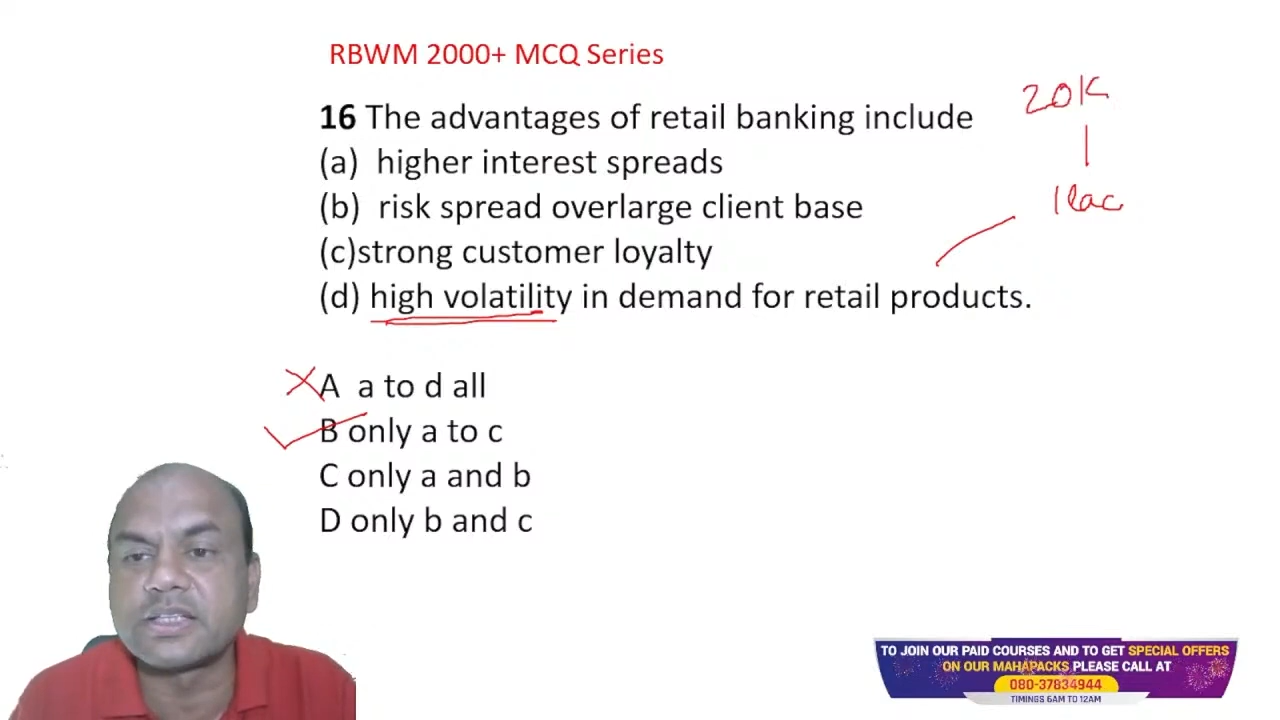 RBWM 2000+ MCQ Series
16 The advantages of retail banking include
(a) higher interest spreads
(b) risk spread overlarge client base
(c)strong customer loyalty
(d) high volatility in demand for retail products.
20K
1 lac
A a to d all
B only a to c
C only a and b
D only b and c
TO JOIN OUR PAID COURSES AND TO GET SPECIAL OFFERS
ON OUR MAHAPACKS PLEASE CALL AT
080-37834944
TIMINGS 6AM TO 12AM